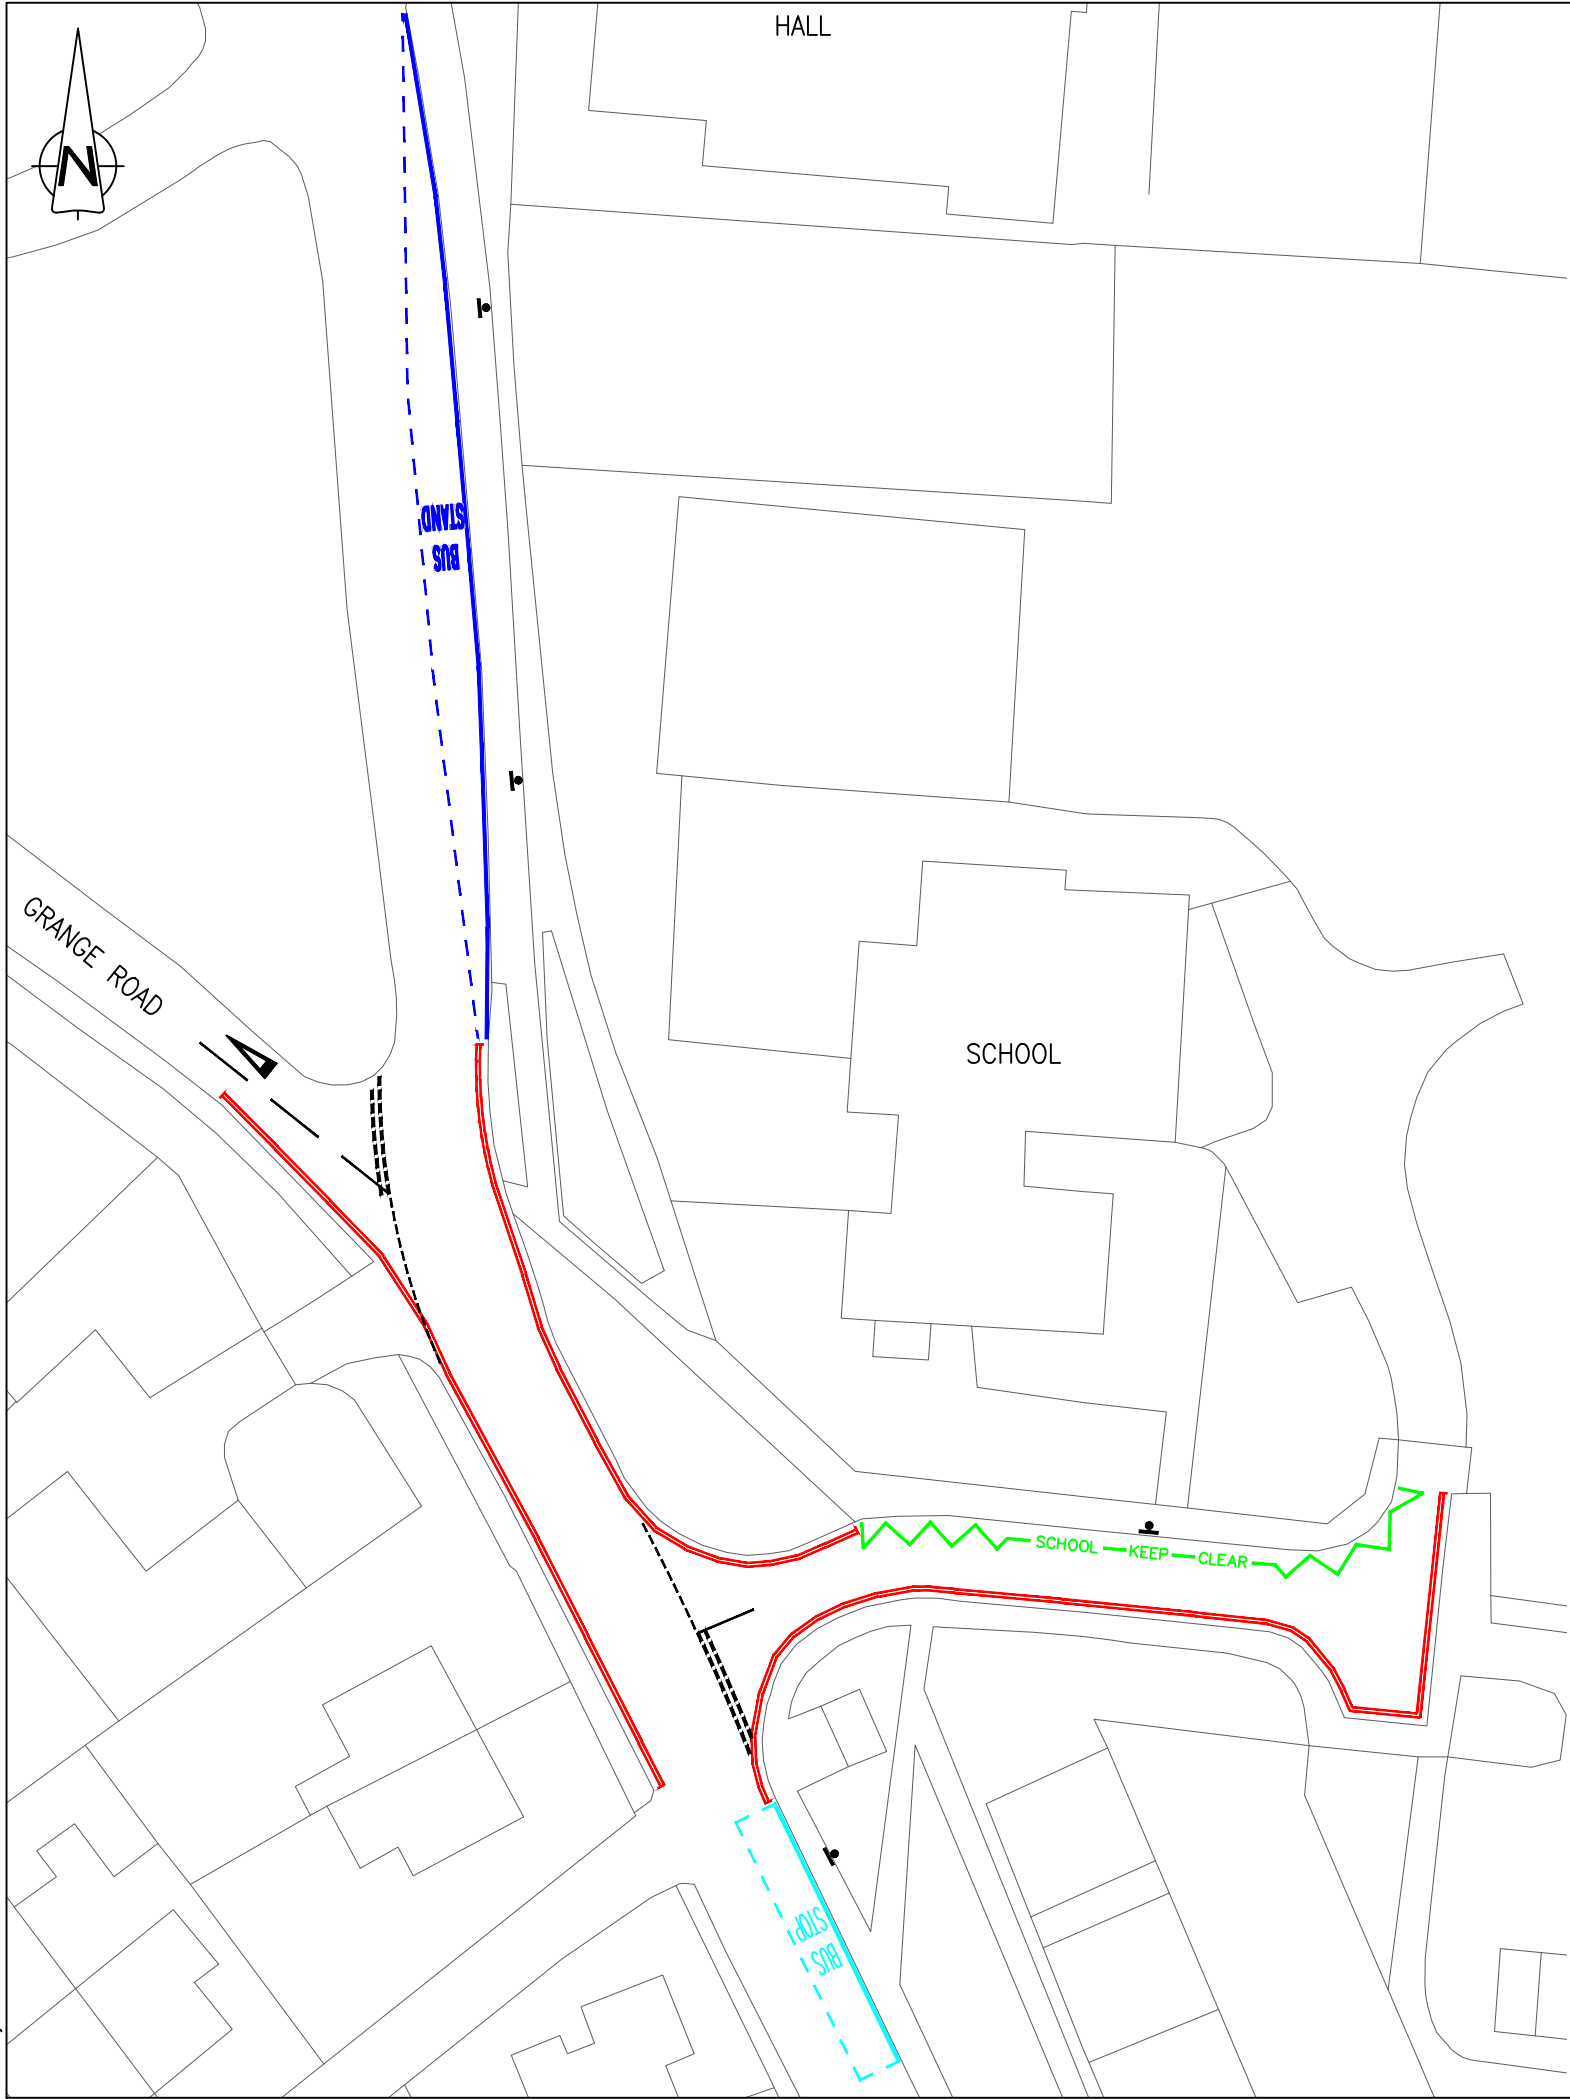 HALL
N
STAND
BUS
GRANGE ROAD
SCHOOL
SCHOOL KEEP CLEAR
STOP
BUS